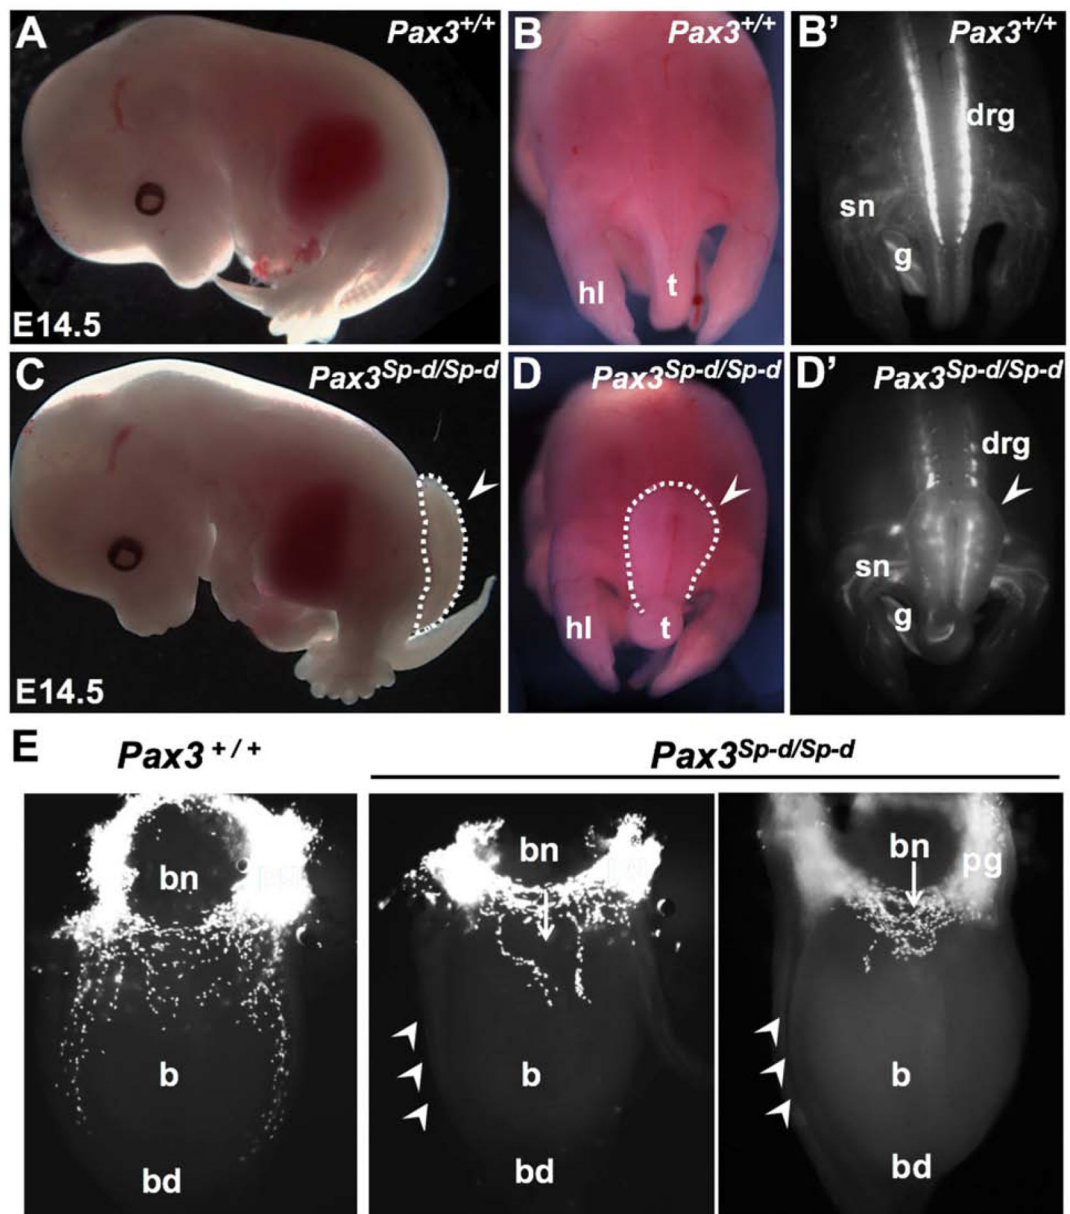 A Pax3+/+
E14.5
B Pax3+/+
hl t
B' Pax3+/+
drg
sn
g
C Pax3Sp-d/Sp-d
E14.5
D Pax3Sp-d/Sp-d
hl t
D' Pax3Sp-d/Sp-d
drg
sn
g
E Pax3 +/+ Pax3Sp-d/Sp-d
bn
b
bd
bn
b
bd
bn pg
b
bd